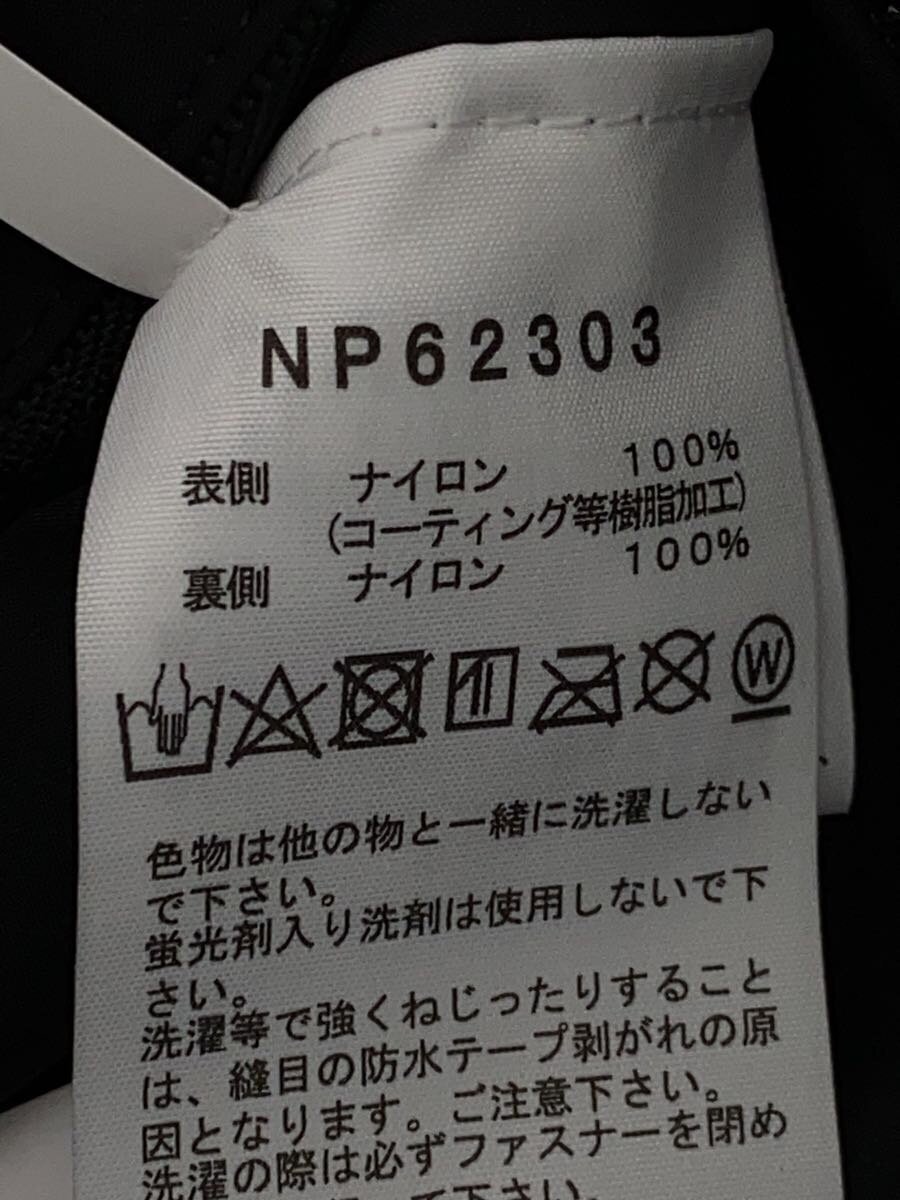 NP62303
表側 ナイロン 100%
(コーティング等樹脂加工)
裏側 ナイロン 100%
W
色物は他の物と一緒に洗濯しない
で下さい。
蛍光剤入り洗剤は使用しないで下
さい。
洗濯等で強くねじったりすること
は、縫目の防水テープ剥がれの原
因となります。ご注意下さい。
洗濯の際は必ずファスナーを閉め
て下さい。